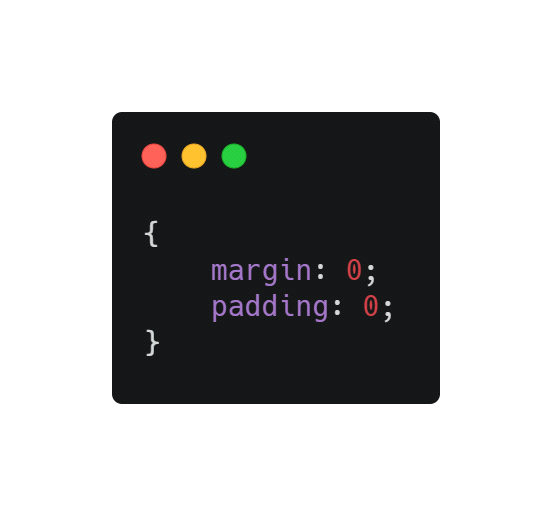 {
    margin: 0;
    padding: 0;
}